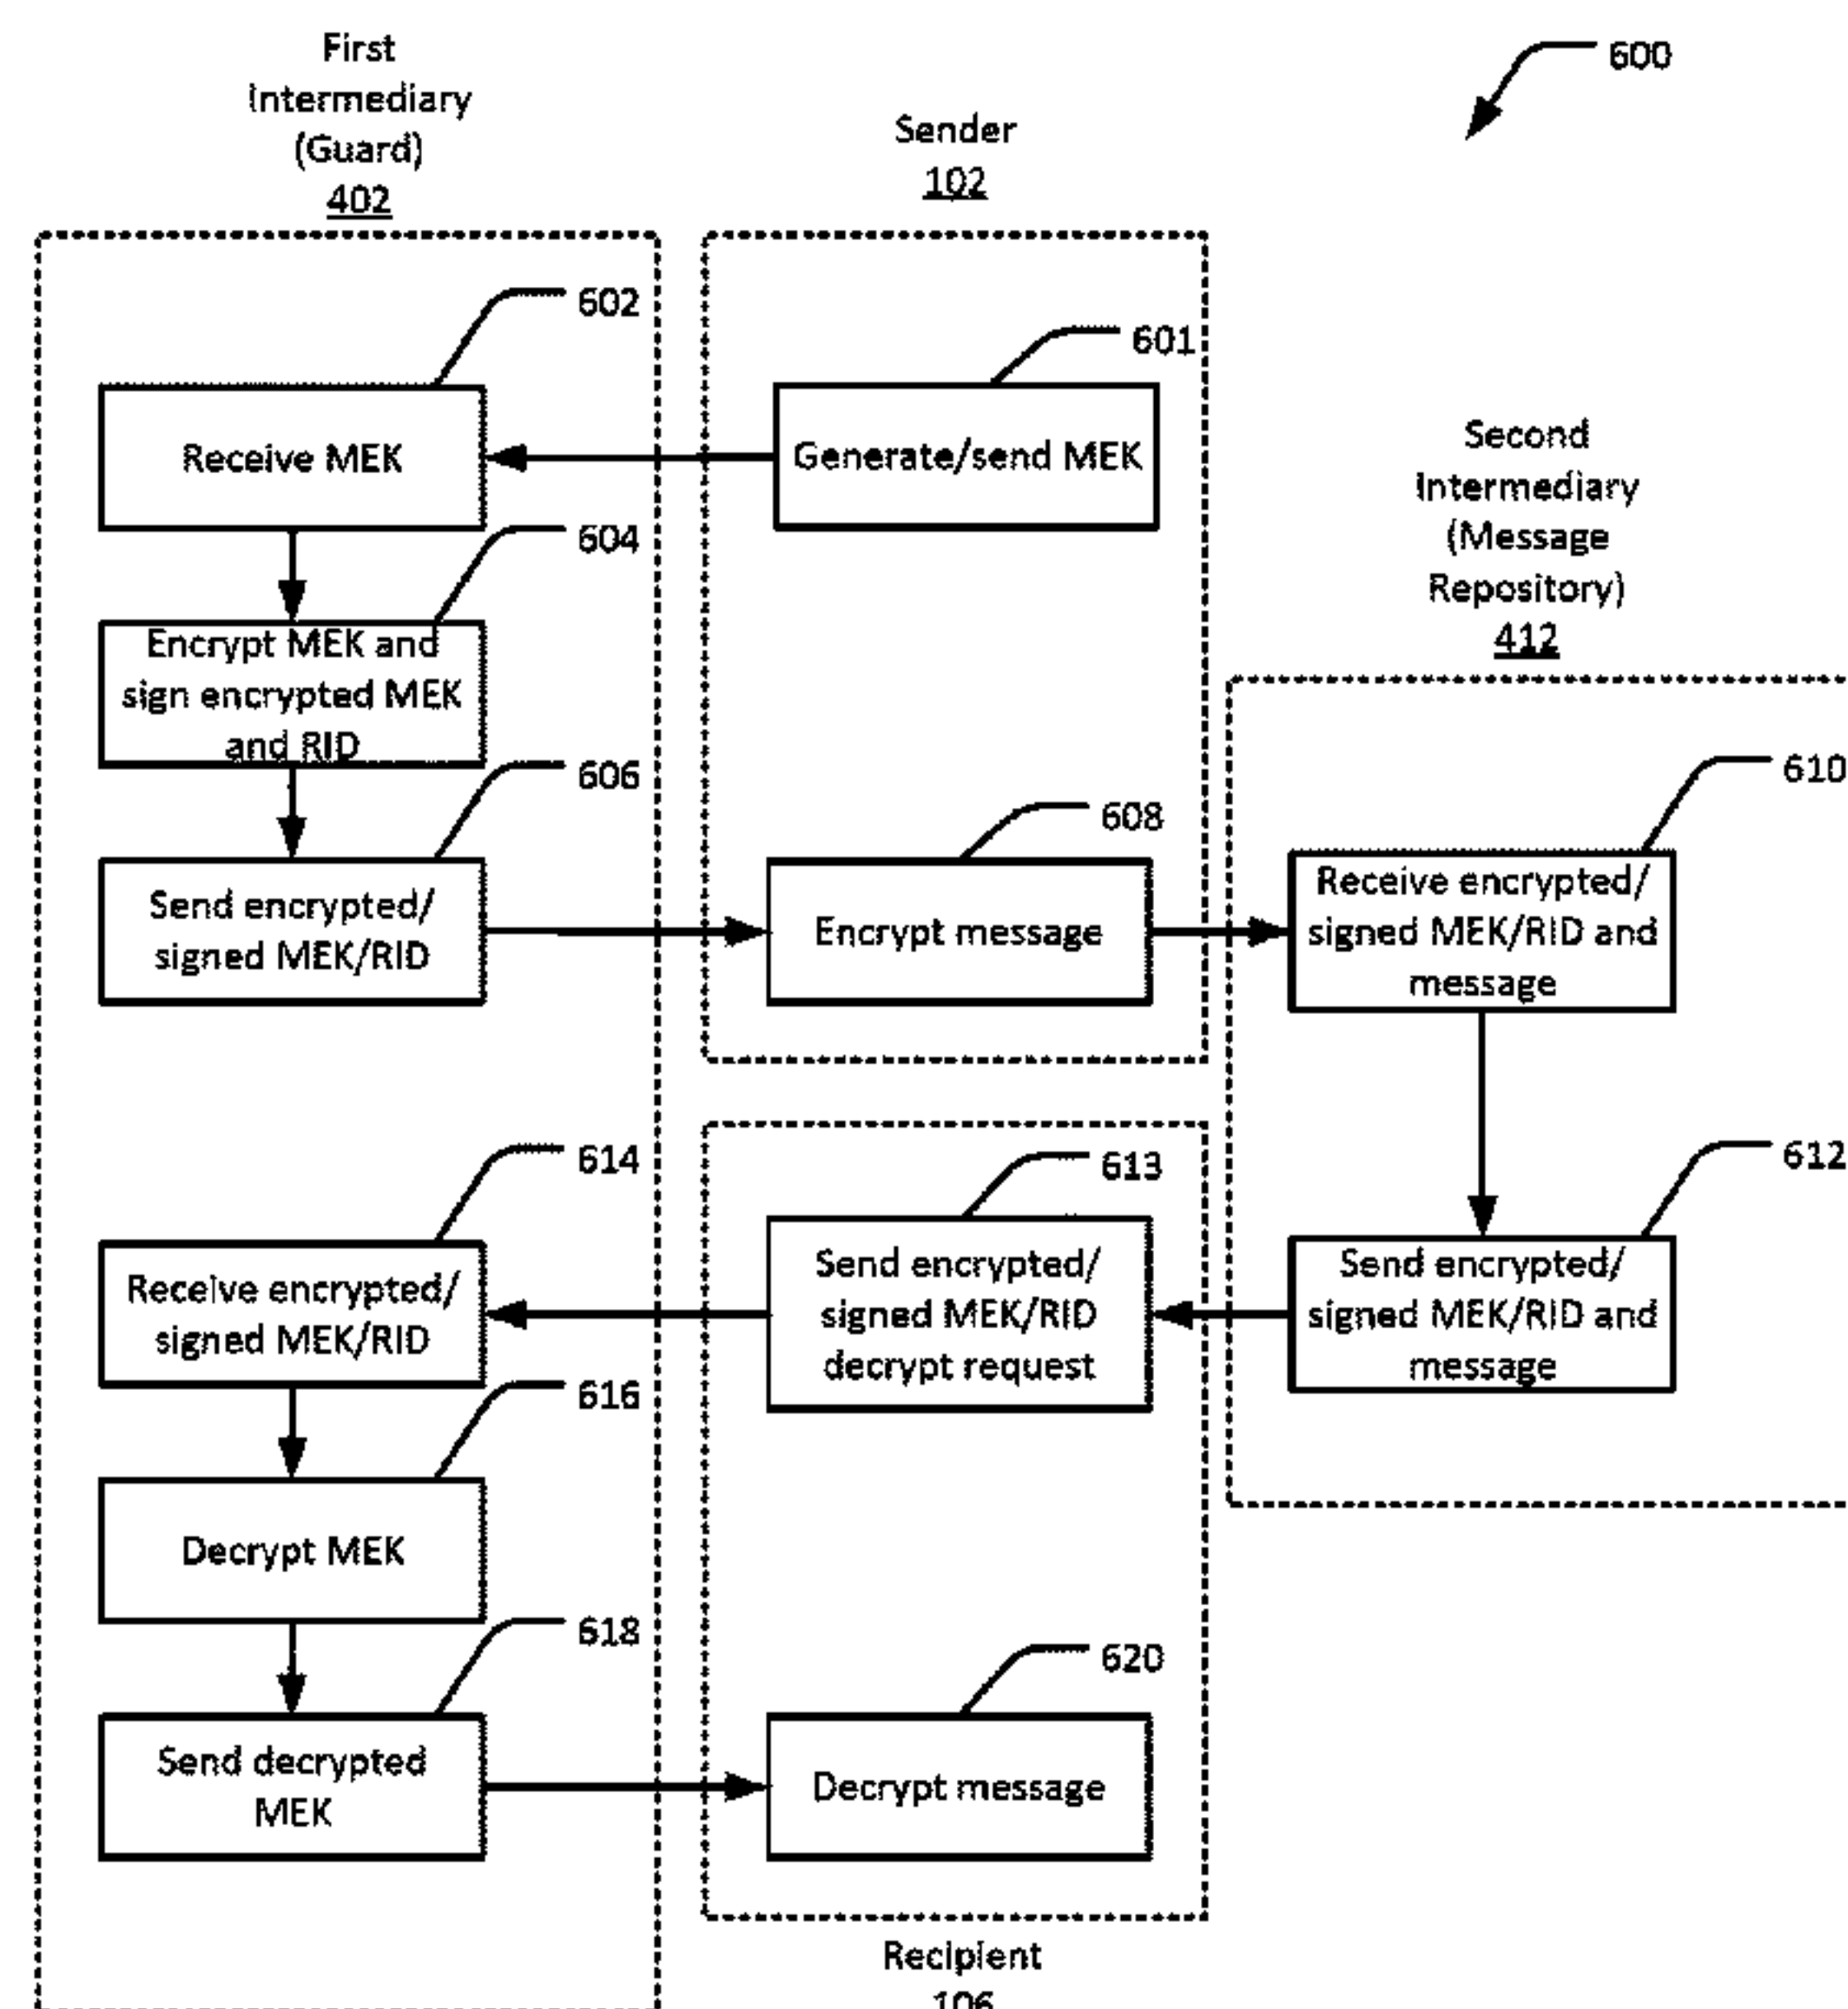 600
First
Intermediary
(Guard)
402
Sender
102
602
601
Receive MEK
Generate/send MEK
Second
Intermediary
(Message
Repository)
412
604
Encrypt MEK and
sign encrypted MEK
and RID
606
608
610
Send encrypted/
signed MEK/RID
Encrypt message
Receive encrypted/
signed MEK/RID and
message
614
613
612
Receive encrypted/
signed MEK/RID
Send encrypted/
signed MEK/RID
decrypt request
Send encrypted/
signed MEK/RID and
message
616
Decrypt MEK
618
620
Send decrypted
MEK
Decrypt message
Recipient
106